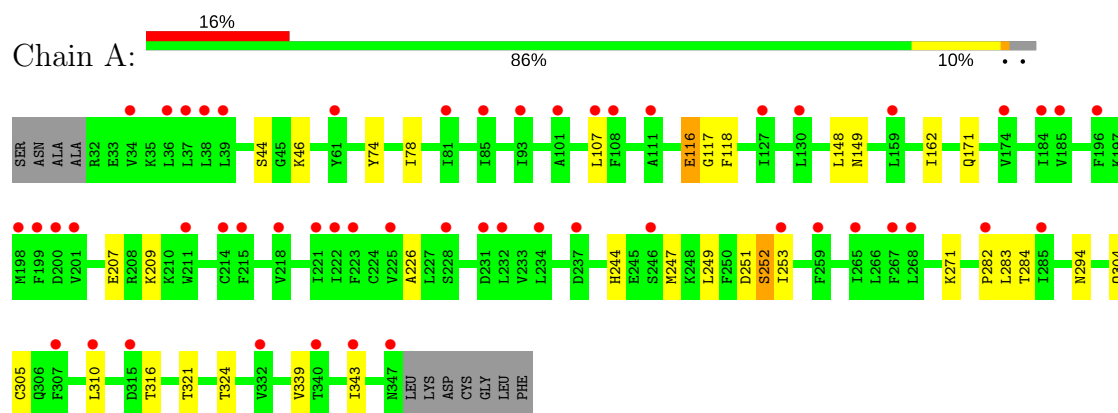 16%
Chain A:
86% 10% • •
SER ASN ALA ALA R32 E33 V34 K35 L36 L37 L38 L39 S44 G45 K46 Y61 Y74 I78 I81 I85 I93 A101 L107 F108 A111 E116 G117 F118 I127 L130 L148 N149 L159 I162 Q171 V174 I184 V185 F196 K197
M198 F199 D200 V201 E207 R208 K209 K210 W211 C214 F215 V218 I221 I222 F223 C224 V225 A226 L227 S228 D231 L232 V233 L234 D237 H244 E245 S246 M247 K248 L249 F250 D251 S252 I253 F259 I265 L266 F267 L268 K271 P282 L283 T284 I285 N294 Q304
C305 Q306 F307 L310 D315 T316 T321 T324 V332 V339 T340 I343 N347 LEU LYS ASP CYS GLY LEU PHE